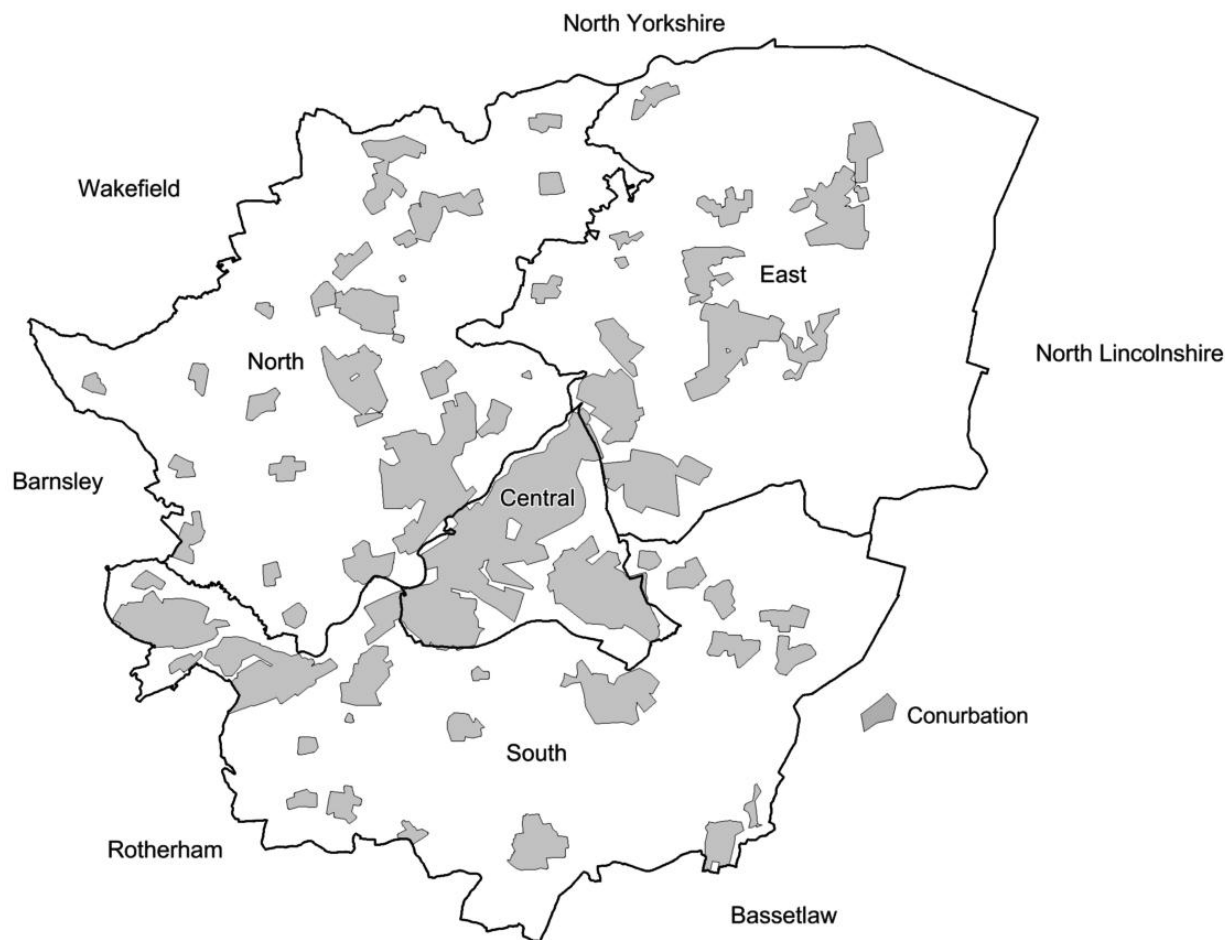 North Yorkshire
Wakefield
East
North Lincolnshire
North
Barnsley
Central
Conurbation
South
Rotherham
Bassetlaw